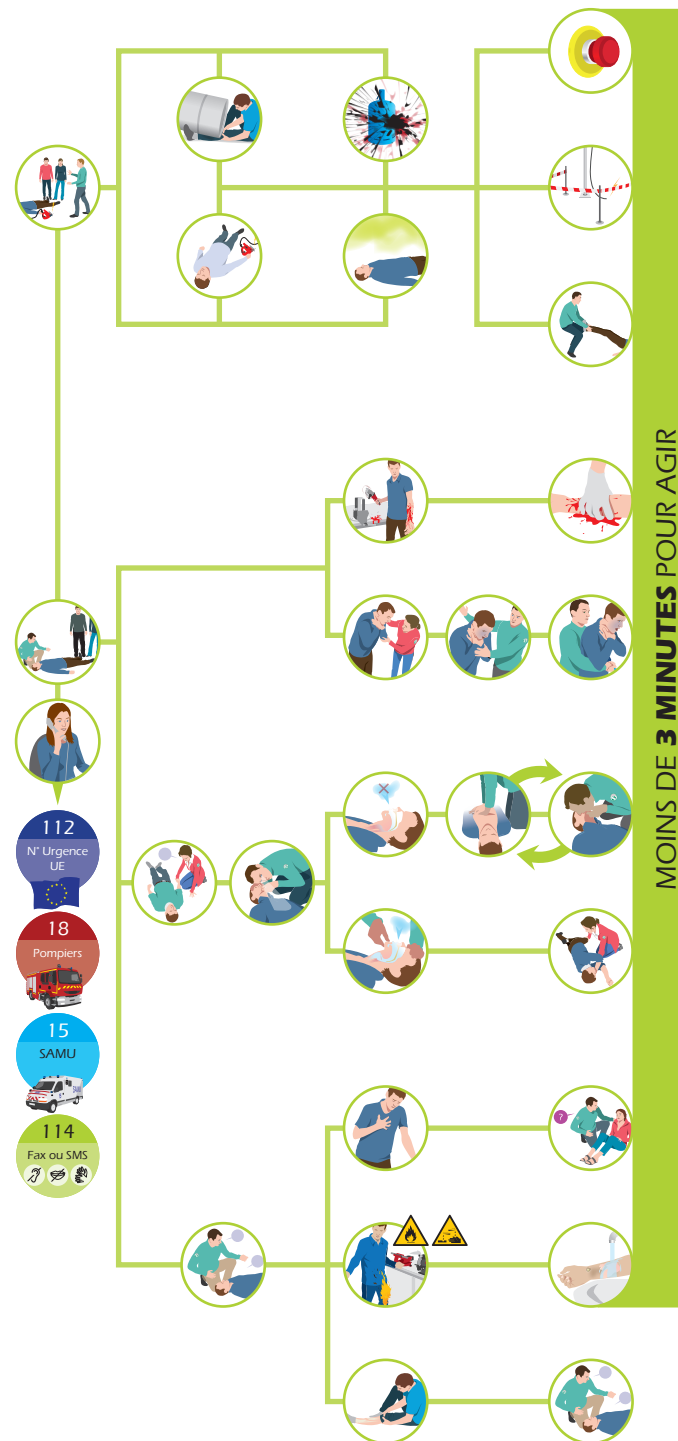 MOINS DE 3 MINUTES POUR AGIR
112
N° Urgence
UE
18
Pompiers
15
SAMU
114
Fax ou SMS
?